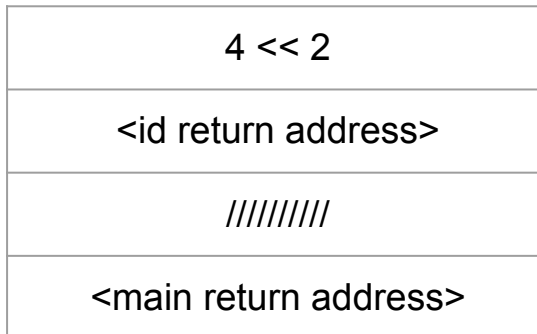 4 << 2
<id return address>
//////////
<main return address>